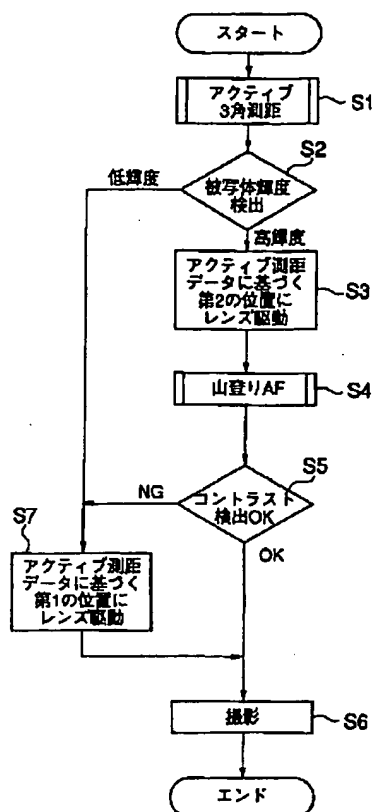 スタート
アクティブ
3角測距
S1
S2
被写体輝度
検出
低輝度
高輝度
アクティブ測距
データに基づく
第2の位置に
レンズ駆動
S3
山登りAF
S4
S5
コントラスト
検出OK
NG
OK
S7
アクティブ測距
データに基づく
第1の位置に
レンズ駆動
撮影
S6
エンド